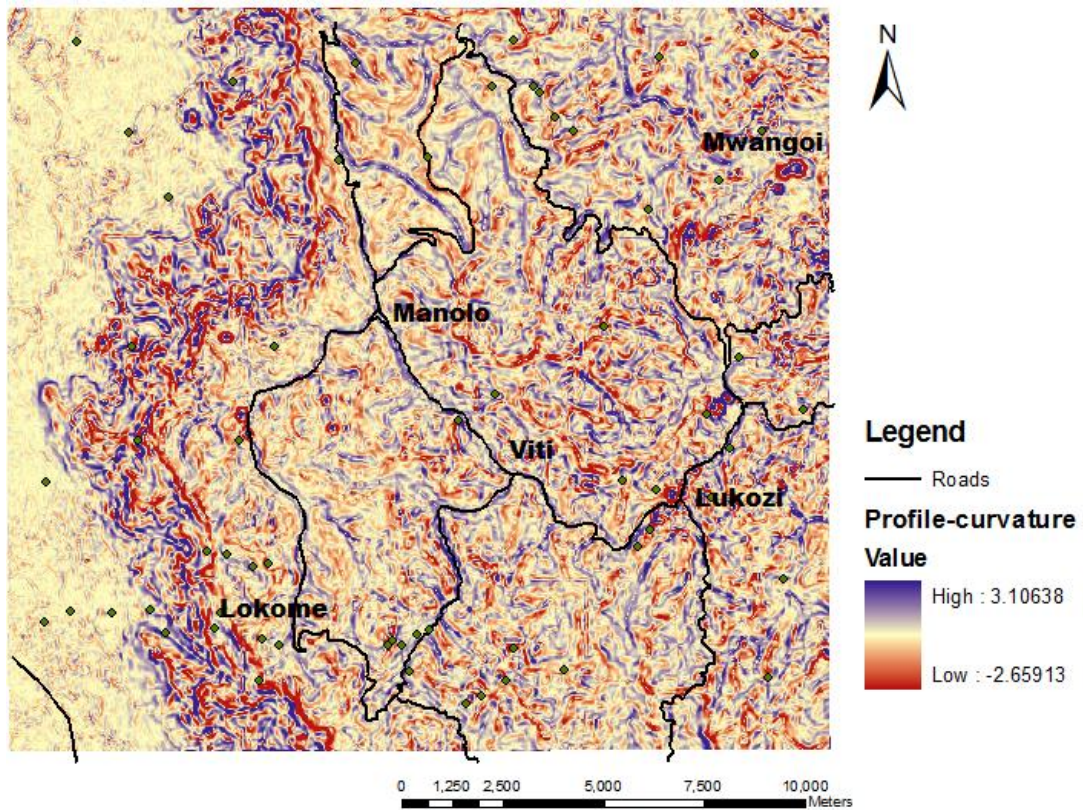 N
Mwangoi
Manolo
Viti
Lukozi
Lokome
Legend
Roads
Profile-curvature
Value
High : 3.10638
Low : -2.65913
0 1,250 2,500 5,000 7,500 10,000
Meters